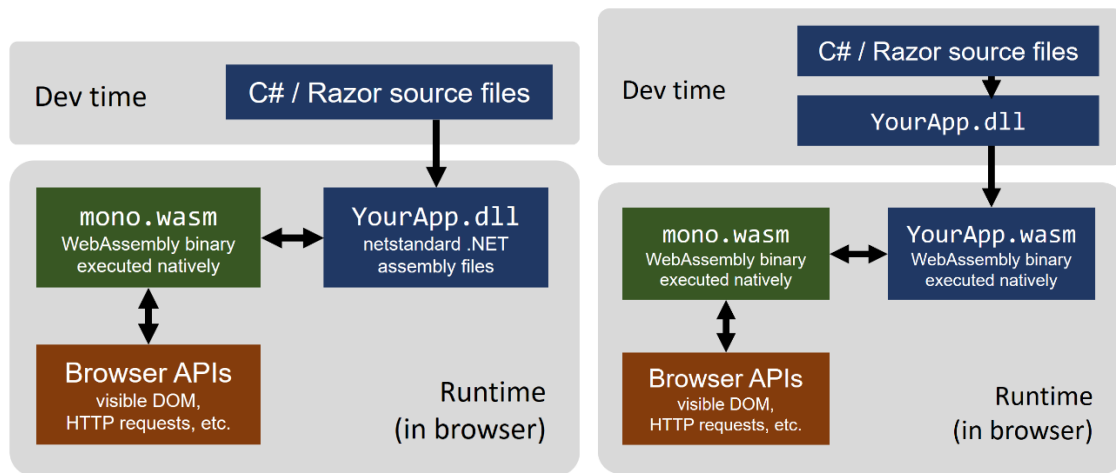 Dev time
C# / Razor source files
mono.wasm
WebAssembly binary
executed natively
YourApp.dll
netstandard .NET
assembly files
Browser APIs
visible DOM,
HTTP requests, etc.
Runtime
(in browser)
Dev time
C# / Razor source files
YourApp.dll
mono.wasm
WebAssembly binary
executed natively
YourApp.wasm
WebAssembly binary
executed natively
Browser APIs
visible DOM,
HTTP requests, etc.
Runtime
(in browser)